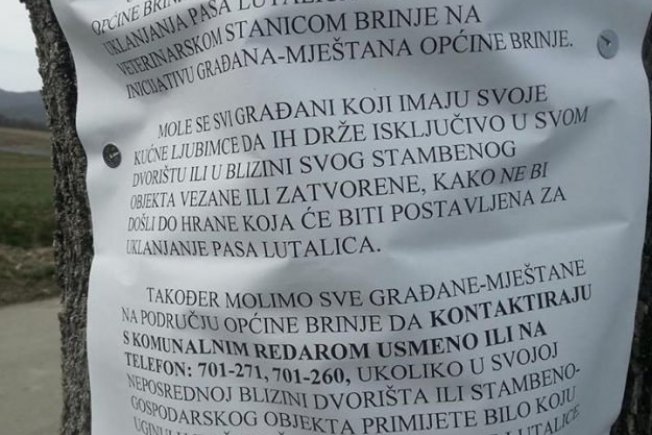 OPĆINE BRINJE
UKLANJANJA PASA LUTALICA
VETERINARSKOM STANICOM BRINJE NA
INICIJATIVU GRAĐANA-MJEŠTANA OPĆINE BRINJE.
MOLE SE SVI GRAĐANI KOJI IMAJU SVOJE
KUĆNE LJUBIMCE DA IH DRŽE ISKLJUČIVO U SVOM
DVORIŠTU ILI U BLIZINI SVOG STAMBENOG
OBJEKTA VEZANE ILI ZATVORENE, KAKO NE BI
DOŠLI DO HRANE KOJA ĆE BITI POSTAVLJENA ZA
UKLANJANJE PASA LUTALICA.
TAKOĐER MOLIMO SVE GRAĐANE-MJEŠTANE
NA PODRUČJU OPĆINE BRINJE DA KONTAKTIRAJU
S KOMUNALNIM REDAROM USMENO ILI NA
TELEFON: 701-271, 701-260, UKOLIKO U SVOJOJ
NEPOSREDNOJ BLIZINI DVORIŠTA ILI STAMBENO-
GOSPODARSKOG OBJEKTA PRIMIJETE BILO KOJU
LUTALICE